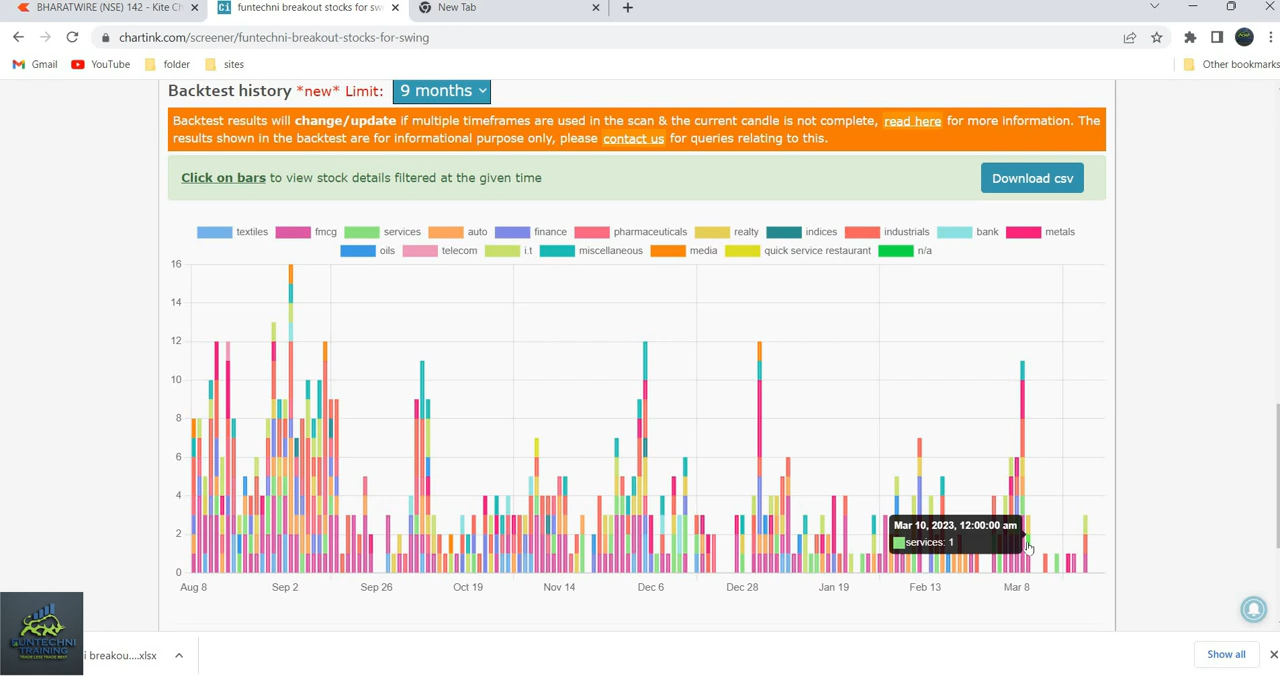 BHARATWIRE (NSE) 142 - Kite Ch
funtechni breakout stocks for sw
New Tab
chartink.com/screener/funtechni-breakout-stocks-for-swing
Gmail YouTube folder sites Other bookmarks
Backtest history *new* Limit: 9 months
Backtest results will change/update if multiple timeframes are used in the scan & the current candle is not complete, read here for more information. The
results shown in the backtest are for informational purpose only, please contact us for queries relating to this.
Click on bars to view stock details filtered at the given time
Download csv
textiles fmcg services auto finance pharmaceuticals realty indices industrials bank metals
oils telecom i.t miscellaneous media quick service restaurant n/a
16
14
12
10
8
6
4
2
0
Mar 10, 2023, 12:00:00 am
services: 1
Aug 8 Sep 2 Sep 26 Oct 19 Nov 14 Dec 6 Dec 28 Jan 19 Feb 13 Mar 8
FUNTECHNI
TRAINING
TRADE LESS TRADE BEST
i breakou....xlsx
Show all